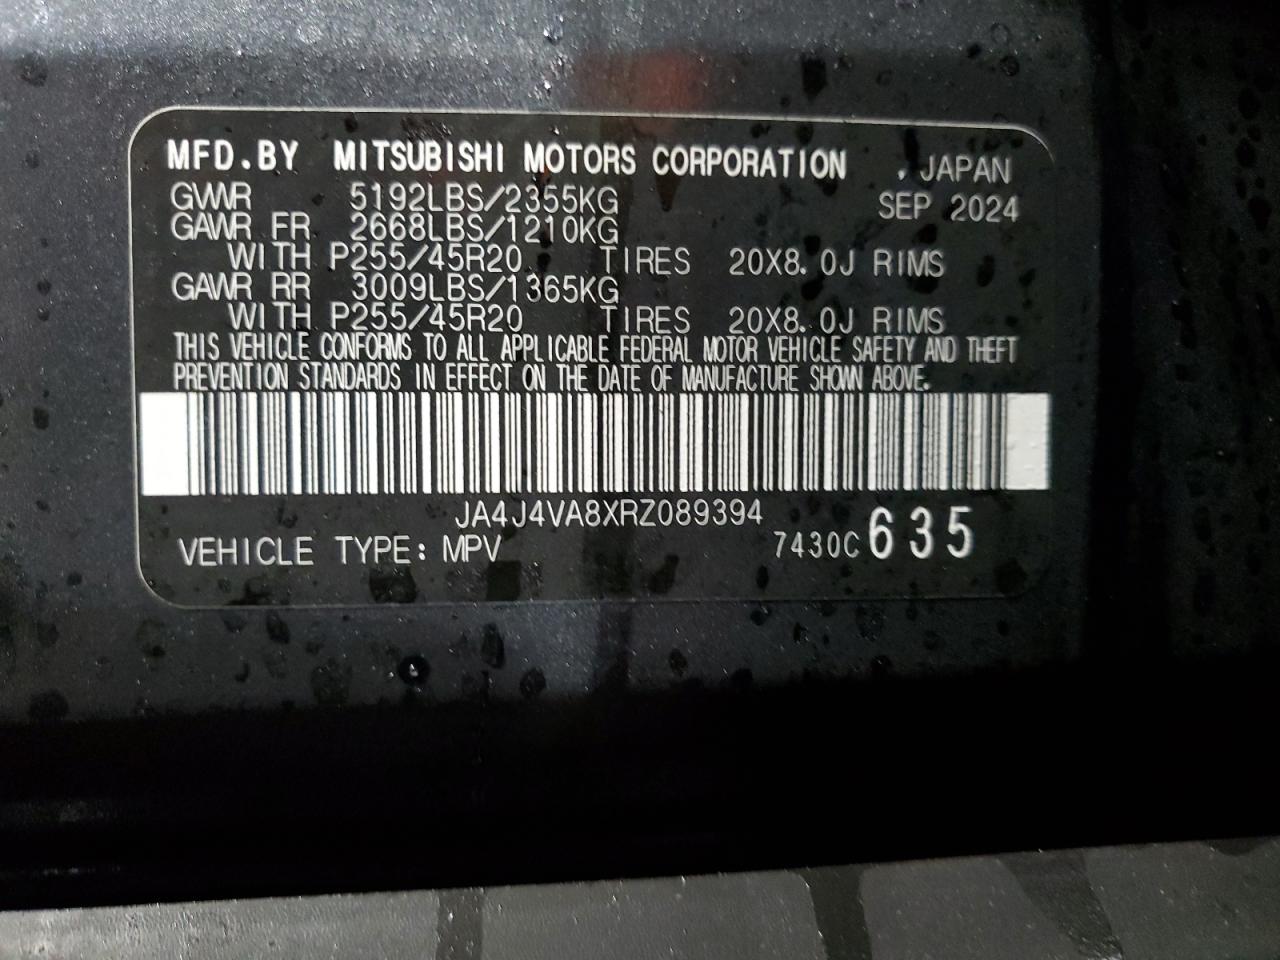 MFD.BY MITSUBISHI MOTORS CORPORATION , JAPAN
GVWR 5192LBS/2355KG SEP 2024
GAWR FR 2668LBS/1210KG
WITH P255/45R20 TIRES 20X8.0J RIMS
GAWR RR 3009LBS/1365KG
WITH P255/45R20 TIRES 20X8.0J RIMS
THIS VEHICLE CONFORMS TO ALL APPLICABLE FEDERAL MOTOR VEHICLE SAFETY AND THEFT
PREVENTION STANDARDS IN EFFECT ON THE DATE OF MANUFACTURE SHOWN ABOVE.
JA4J4VA8XRZ089394
VEHICLE TYPE: MPV 7430C 635